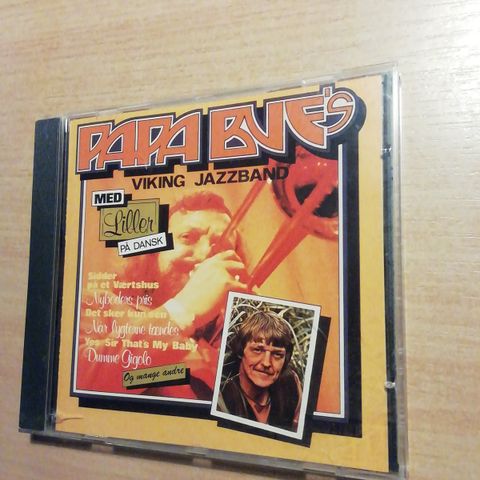 PAPA BUE's
VIKING JAZZBAND
MED
Liller
PÅ DANSK
Sidder
på et Værtshus
Nyboders pris
Det sker kun een
Når lygterne tændes
Yes Sir That's My Baby
Dumme Gigolo
Og mange andre